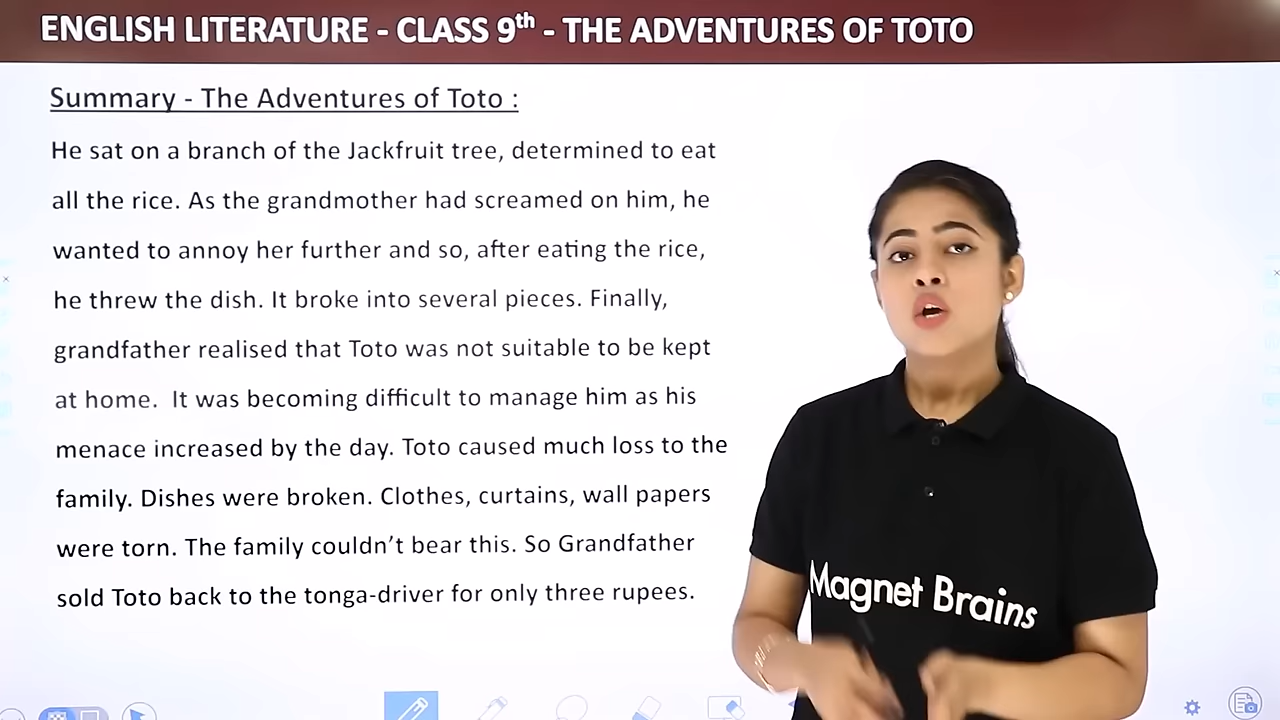 ENGLISH LITERATURE - CLASS 9th - THE ADVENTURES OF TOTO
Summary - The Adventures of Toto :
He sat on a branch of the Jackfruit tree, determined to eat
all the rice. As the grandmother had screamed on him, he
wanted to annoy her further and so, after eating the rice,
he threw the dish. It broke into several pieces. Finally,
grandfather realised that Toto was not suitable to be kept
at home. It was becoming difficult to manage him as his
menace increased by the day. Toto caused much loss to the
family. Dishes were broken. Clothes, curtains, wall papers
were torn. The family couldn't bear this. So Grandfather
sold Toto back to the tonga-driver for only three rupees.
Magnet Brains